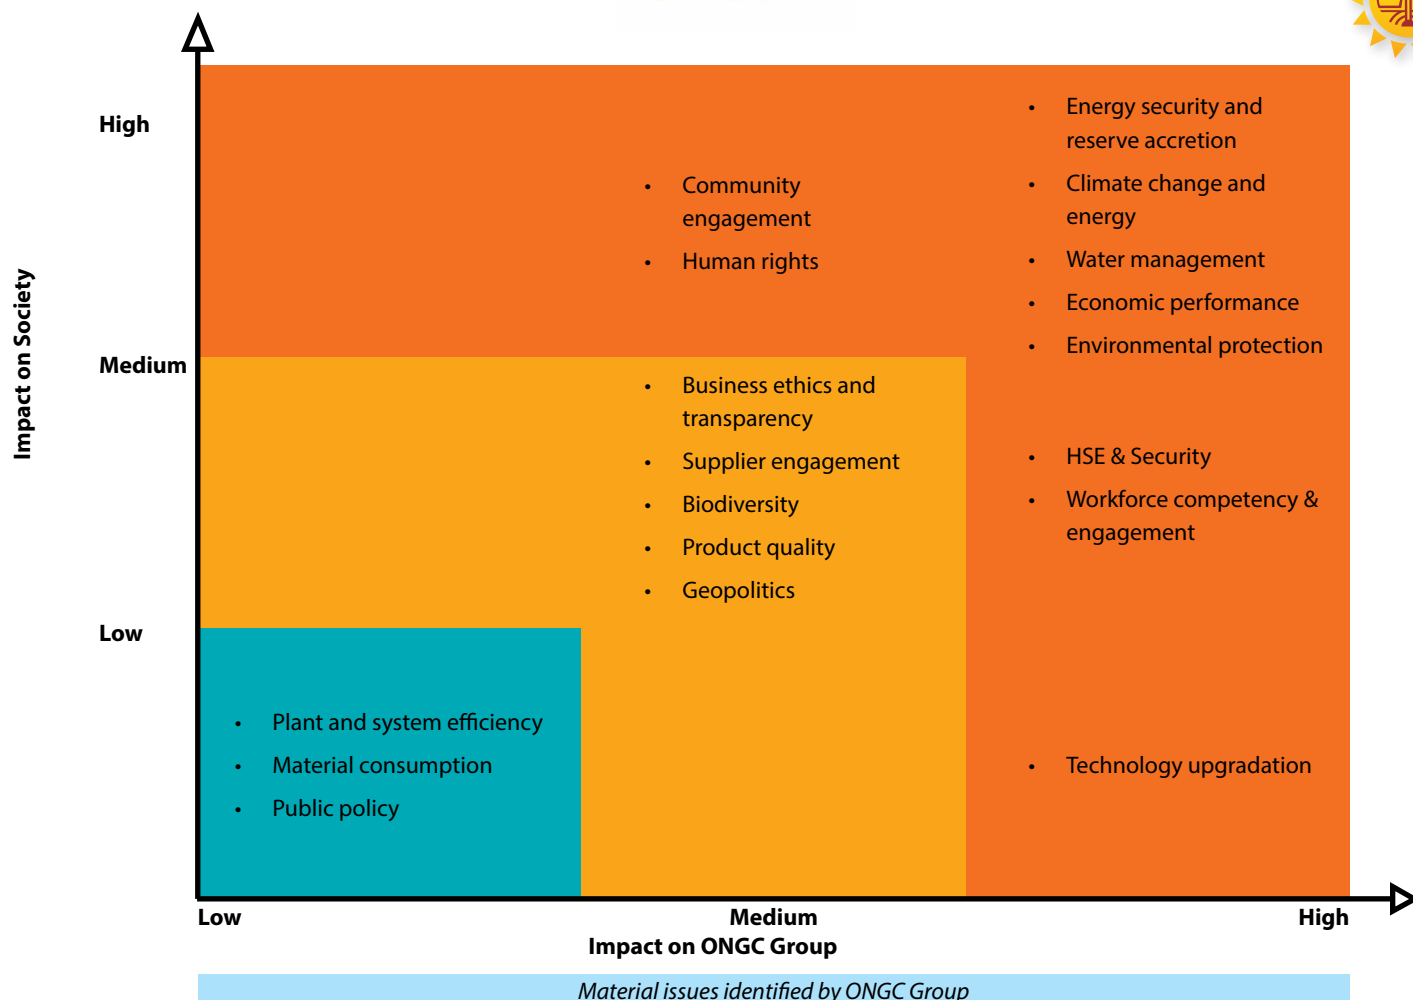 High
Medium
Low
Impact on Society
• Community
engagement
• Human rights
• Energy security and
reserve accretion
• Climate change and
energy
• Water management
• Economic performance
• Environmental protection
• Business ethics and
transparency
• Supplier engagement
• Biodiversity
• Product quality
• Geopolitics
• HSE & Security
• Workforce competency &
engagement
• Plant and system efficiency
• Material consumption
• Public policy
• Technology upgradation
Low
Medium
High
Impact on ONGC Group
Material issues identified by ONGC Group